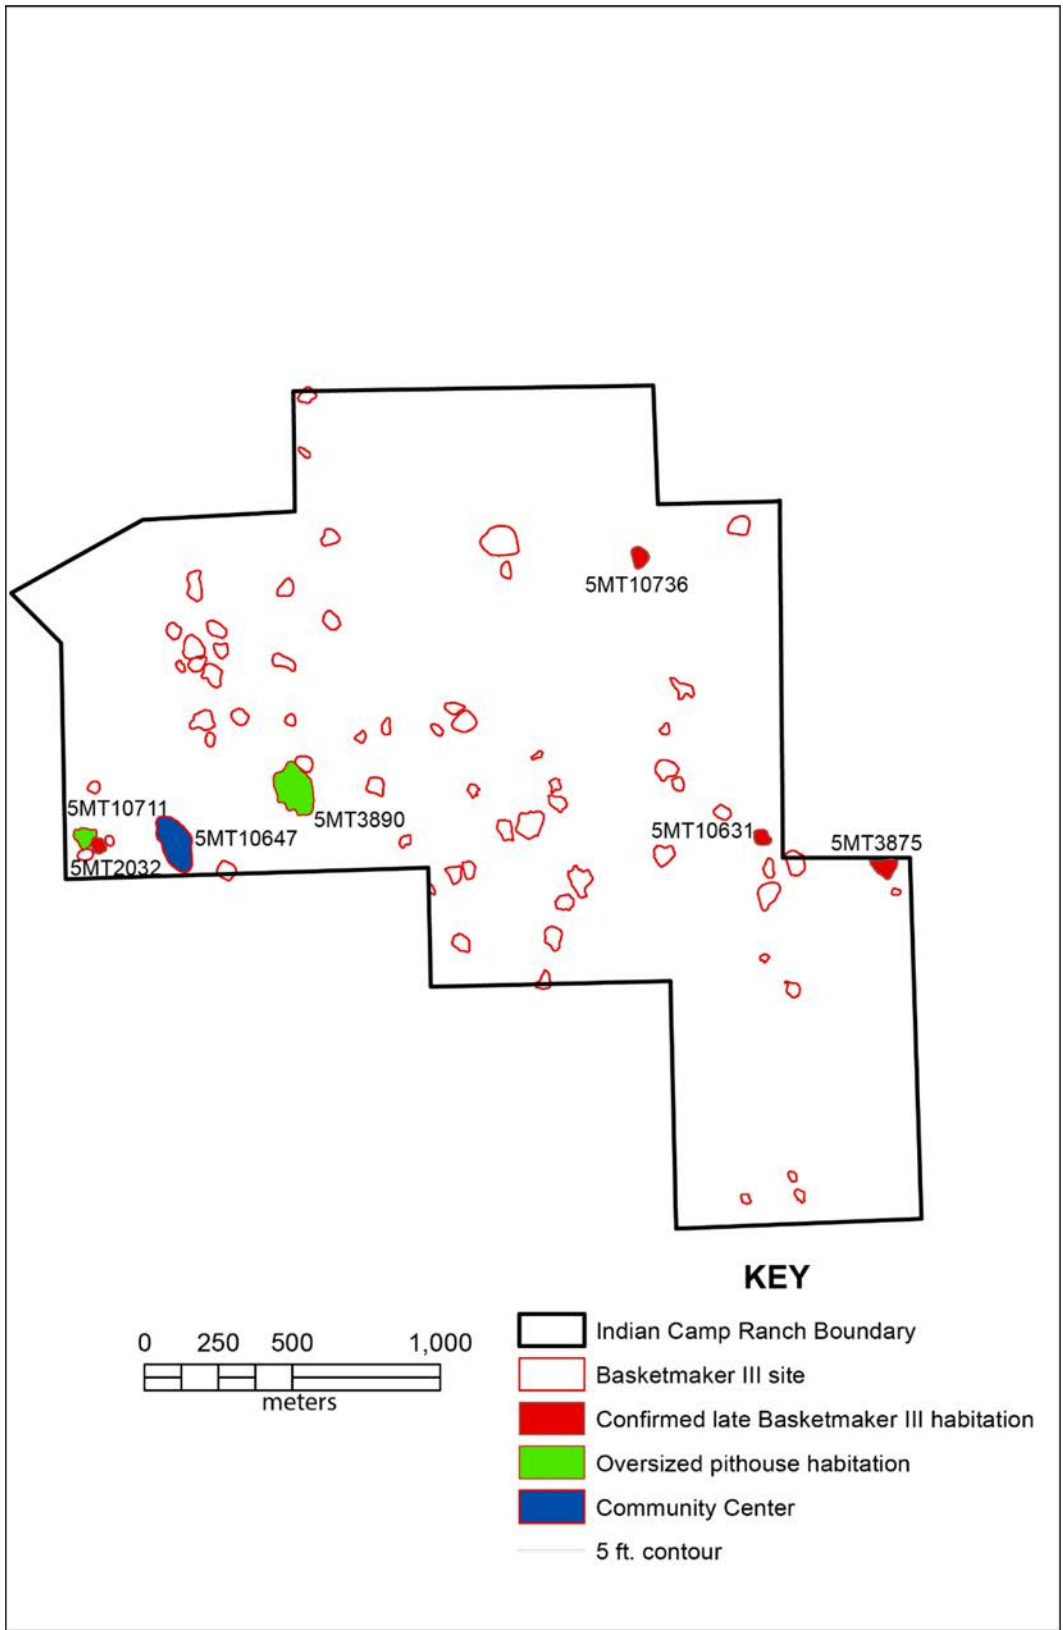 5MT10736
5MT10711
5MT10647
5MT3890
5MT10631
5MT3875
5MT2032
KEY
0 250 500 1,000
meters
Indian Camp Ranch Boundary
Basketmaker III site
Confirmed late Basketmaker III habitation
Oversized pithouse habitation
Community Center
5 ft. contour